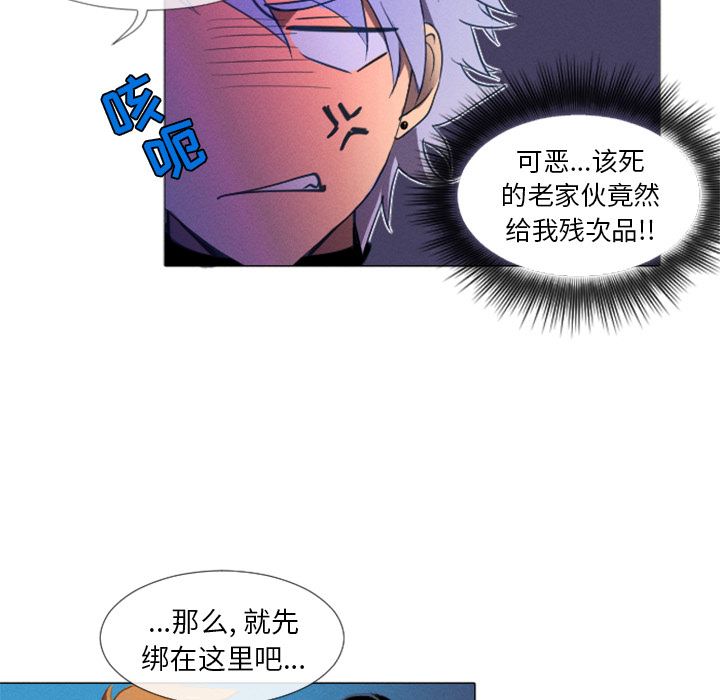 咳
呃
可恶...该死
的老家伙竟然
给我残次品!!
...那么, 就先
绑在这里吧...